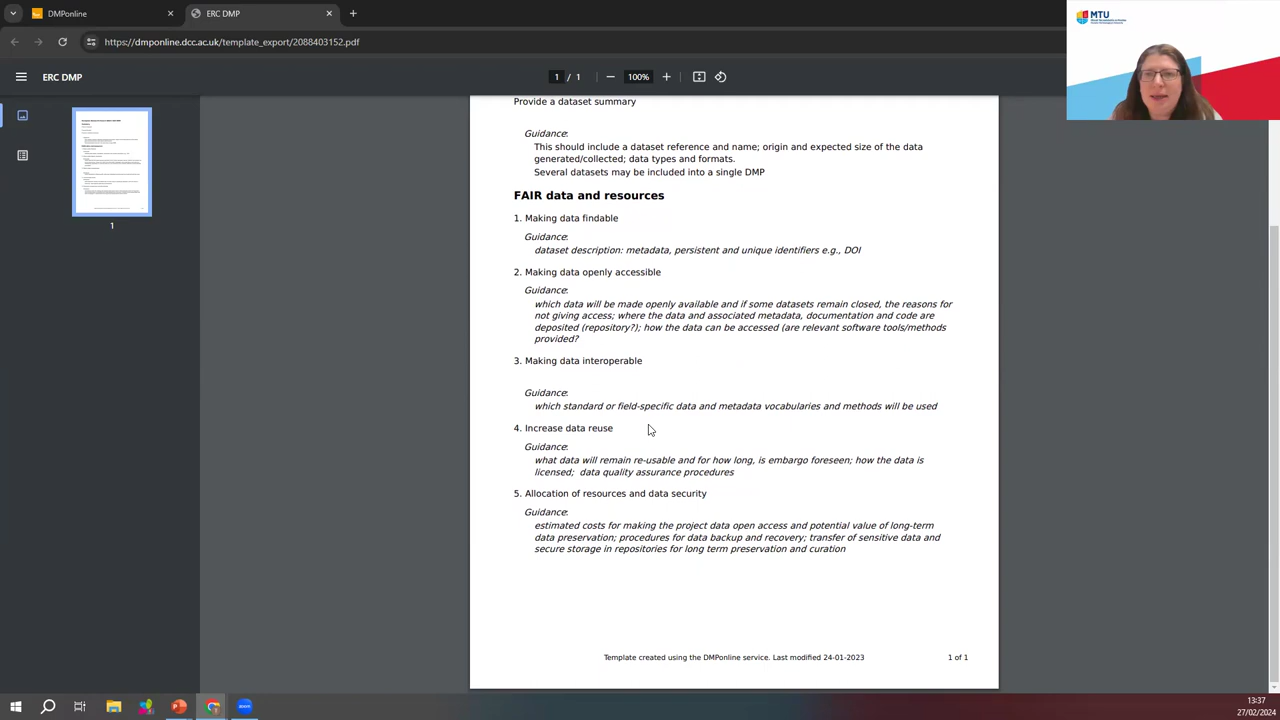 DMPonline
ERC DMP
MTU
ERC DMP
1 / 1
100%
1
Provide a dataset summary
Guidance:
This should include a dataset reference and name; origin and expected size of the data
generated/collected; data types and formats.
Several datasets may be included into a single DMP
FAIR data and resources
1. Making data findable
Guidance:
dataset description: metadata, persistent and unique identifiers e.g., DOI
2. Making data openly accessible
Guidance:
which data will be made openly available and if some datasets remain closed, the reasons for
not giving access; where the data and associated metadata, documentation and code are
deposited (repository?); how the data can be accessed (are relevant software tools/methods
provided?
3. Making data interoperable
Guidance:
which standard or field-specific data and metadata vocabularies and methods will be used
4. Increase data reuse
Guidance:
what data will remain re-usable and for how long, is embargo foreseen; how the data is
licensed;  data quality assurance procedures
5. Allocation of resources and data security
Guidance:
estimated costs for making the project data open access and potential value of long-term
data preservation; procedures for data backup and recovery; transfer of sensitive data and
secure storage in repositories for long term preservation and curation
Template created using the DMPonline service. Last modified 24-01-2023
1 of 1
zoom
13:37
27/02/2024